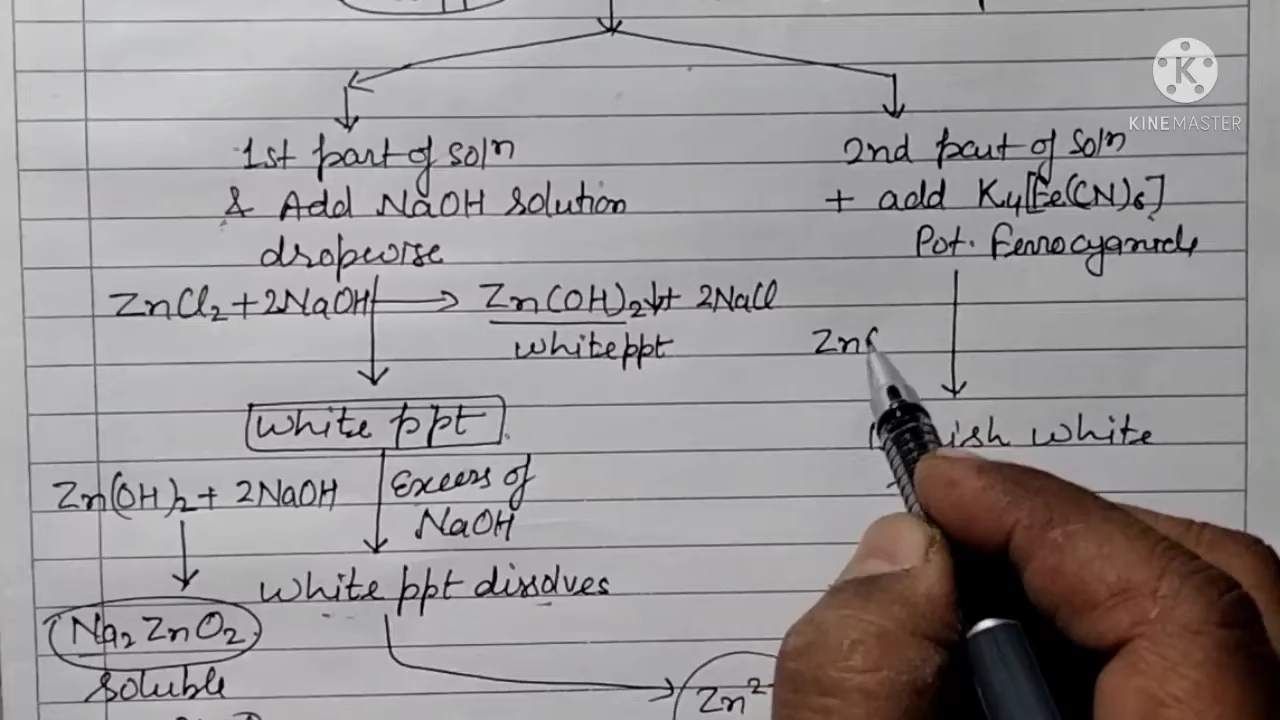 KINEMASTER
1st part of soln
& Add NaOH solution
dropwise
ZnCl₂ + 2NaOH → Zn(OH)₂↓ + 2NaCl
white ppt
White ppt
Zn(OH)₂ + 2NaOH
Excess of
NaOH
White ppt dissolves
Na₂ZnO₂
soluble
2nd part of soln
+ add K₄[Fe(CN)₆]
Pot. Ferrocyanide
Zn
white
Zn²